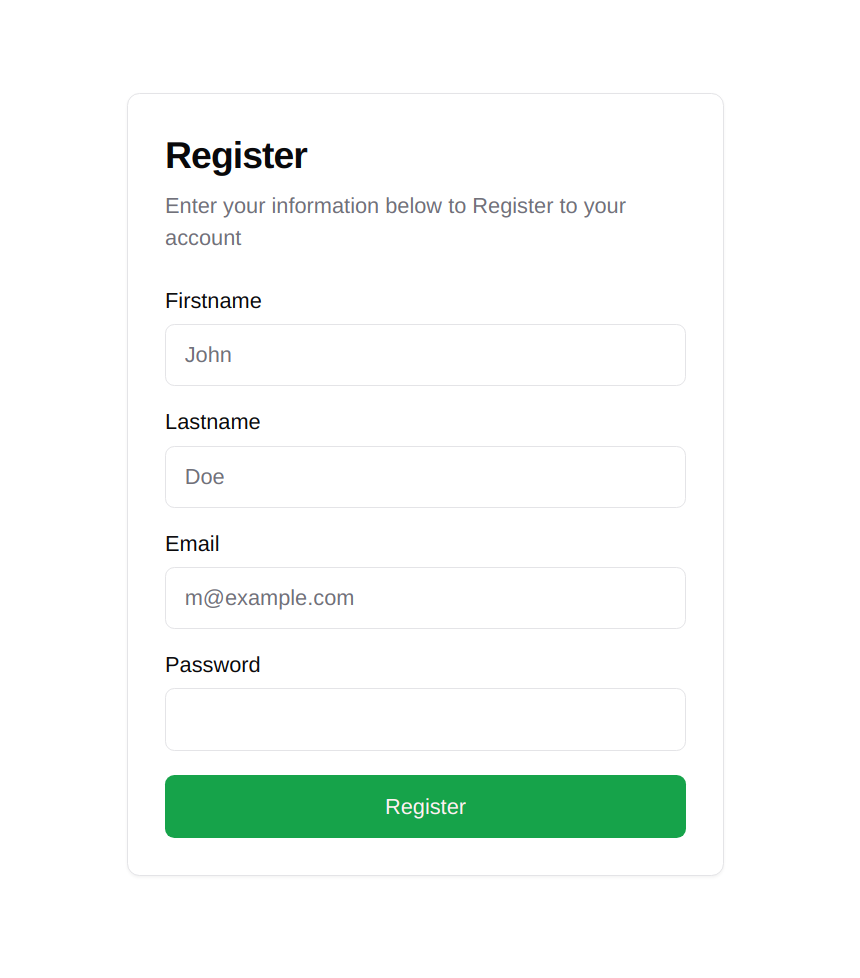 Register
Enter your information below to Register to your
account
Firstname
John
Lastname
Doe
Email
m@example.com
Password
Register